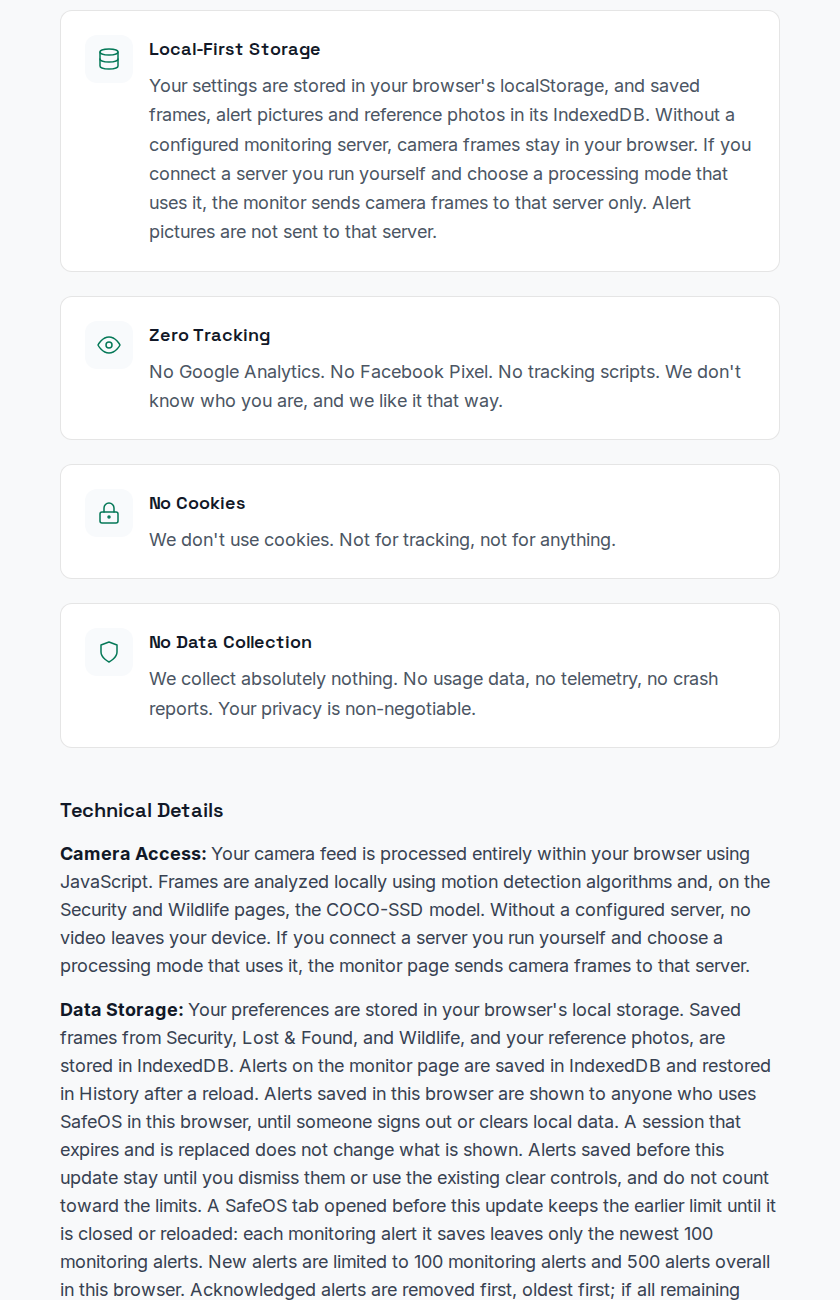 Local-First Storage
Your settings are stored in your browser's localStorage, and saved
frames, alert pictures and reference photos in its IndexedDB. Without a
configured monitoring server, camera frames stay in your browser. If you
connect a server you run yourself and choose a processing mode that
uses it, the monitor sends camera frames to that server only. Alert
pictures are not sent to that server.
Zero Tracking
No Google Analytics. No Facebook Pixel. No tracking scripts. We don't
know who you are, and we like it that way.
No Cookies
We don't use cookies. Not for tracking, not for anything.
No Data Collection
We collect absolutely nothing. No usage data, no telemetry, no crash
reports. Your privacy is non-negotiable.
Technical Details
Camera Access: Your camera feed is processed entirely within your browser using
JavaScript. Frames are analyzed locally using motion detection algorithms and, on the
Security and Wildlife pages, the COCO-SSD model. Without a configured server, no
video leaves your device. If you connect a server you run yourself and choose a
processing mode that uses it, the monitor page sends camera frames to that server.
Data Storage: Your preferences are stored in your browser's local storage. Saved
frames from Security, Lost & Found, and Wildlife, and your reference photos, are
stored in IndexedDB. Alerts on the monitor page are saved in IndexedDB and restored
in History after a reload. Alerts saved in this browser are shown to anyone who uses
SafeOS in this browser, until someone signs out or clears local data. A session that
expires and is replaced does not change what is shown. Alerts saved before this
update stay until you dismiss them or use the existing clear controls, and do not count
toward the limits. A SafeOS tab opened before this update keeps the earlier limit until it
is closed or reloaded: each monitoring alert it saves leaves only the newest 100
monitoring alerts. New alerts are limited to 100 monitoring alerts and 500 alerts overall
in this browser. Acknowledged alerts are removed first, oldest first; if all remaining